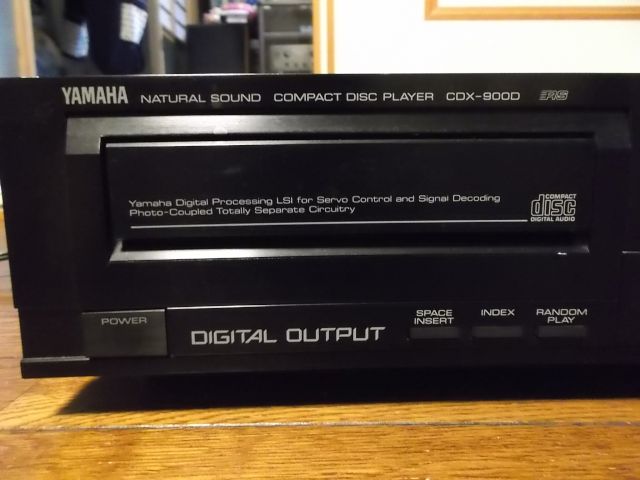 YAMAHA NATURAL SOUND COMPACT DISC PLAYER CDX-900D RS
Yamaha Digital Processing LSI for Servo Control and Signal Decoding
Photo-Coupled Totally Separate Circuitry
COMPACT
disc
DIGITAL AUDIO
POWER
DIGITAL OUTPUT
SPACE
INSERT
INDEX
RANDOM
PLAY